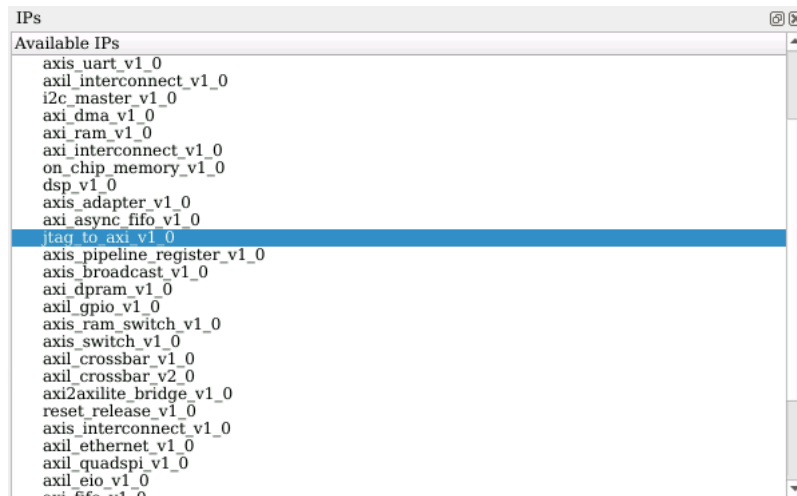 IPs
Available IPs
axis_uart_v1_0
axil_interconnect_v1_0
i2c_master_v1_0
axi_dma_v1_0
axi_ram_v1_0
axi_interconnect_v1_0
on_chip_memory_v1_0
dsp_v1_0
axis_adapter_v1_0
axi_async_fifo_v1_0
jtag_to_axi_v1_0
axis_pipeline_register_v1_0
axis_broadcast_v1_0
axi_dpram_v1_0
axil_gpio_v1_0
axis_ram_switch_v1_0
axis_switch_v1_0
axil_crossbar_v1_0
axil_crossbar_v2_0
axi2axilite_bridge_v1_0
reset_release_v1_0
axis_interconnect_v1_0
axil_ethernet_v1_0
axil_quadspi_v1_0
axil_eio_v1_0